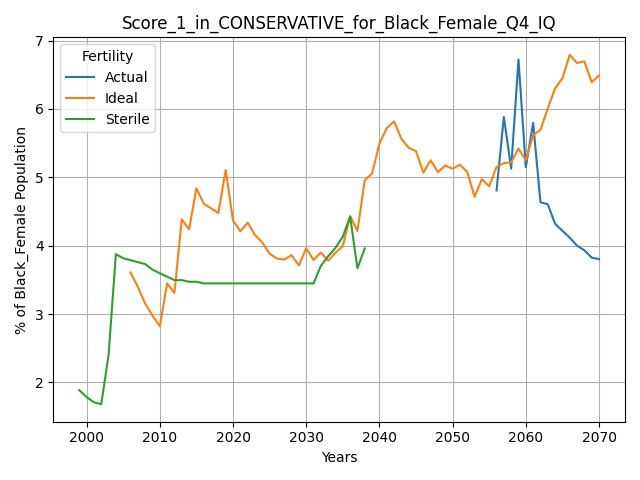 Score_1_in_CONSERVATIVE_for_Black_Female_Q4_IQ
Fertility
Actual
Ideal
Sterile
% of Black_Female Population
7
6
5
4
3
2
2000 2010 2020 2030 2040 2050 2060 2070
Years